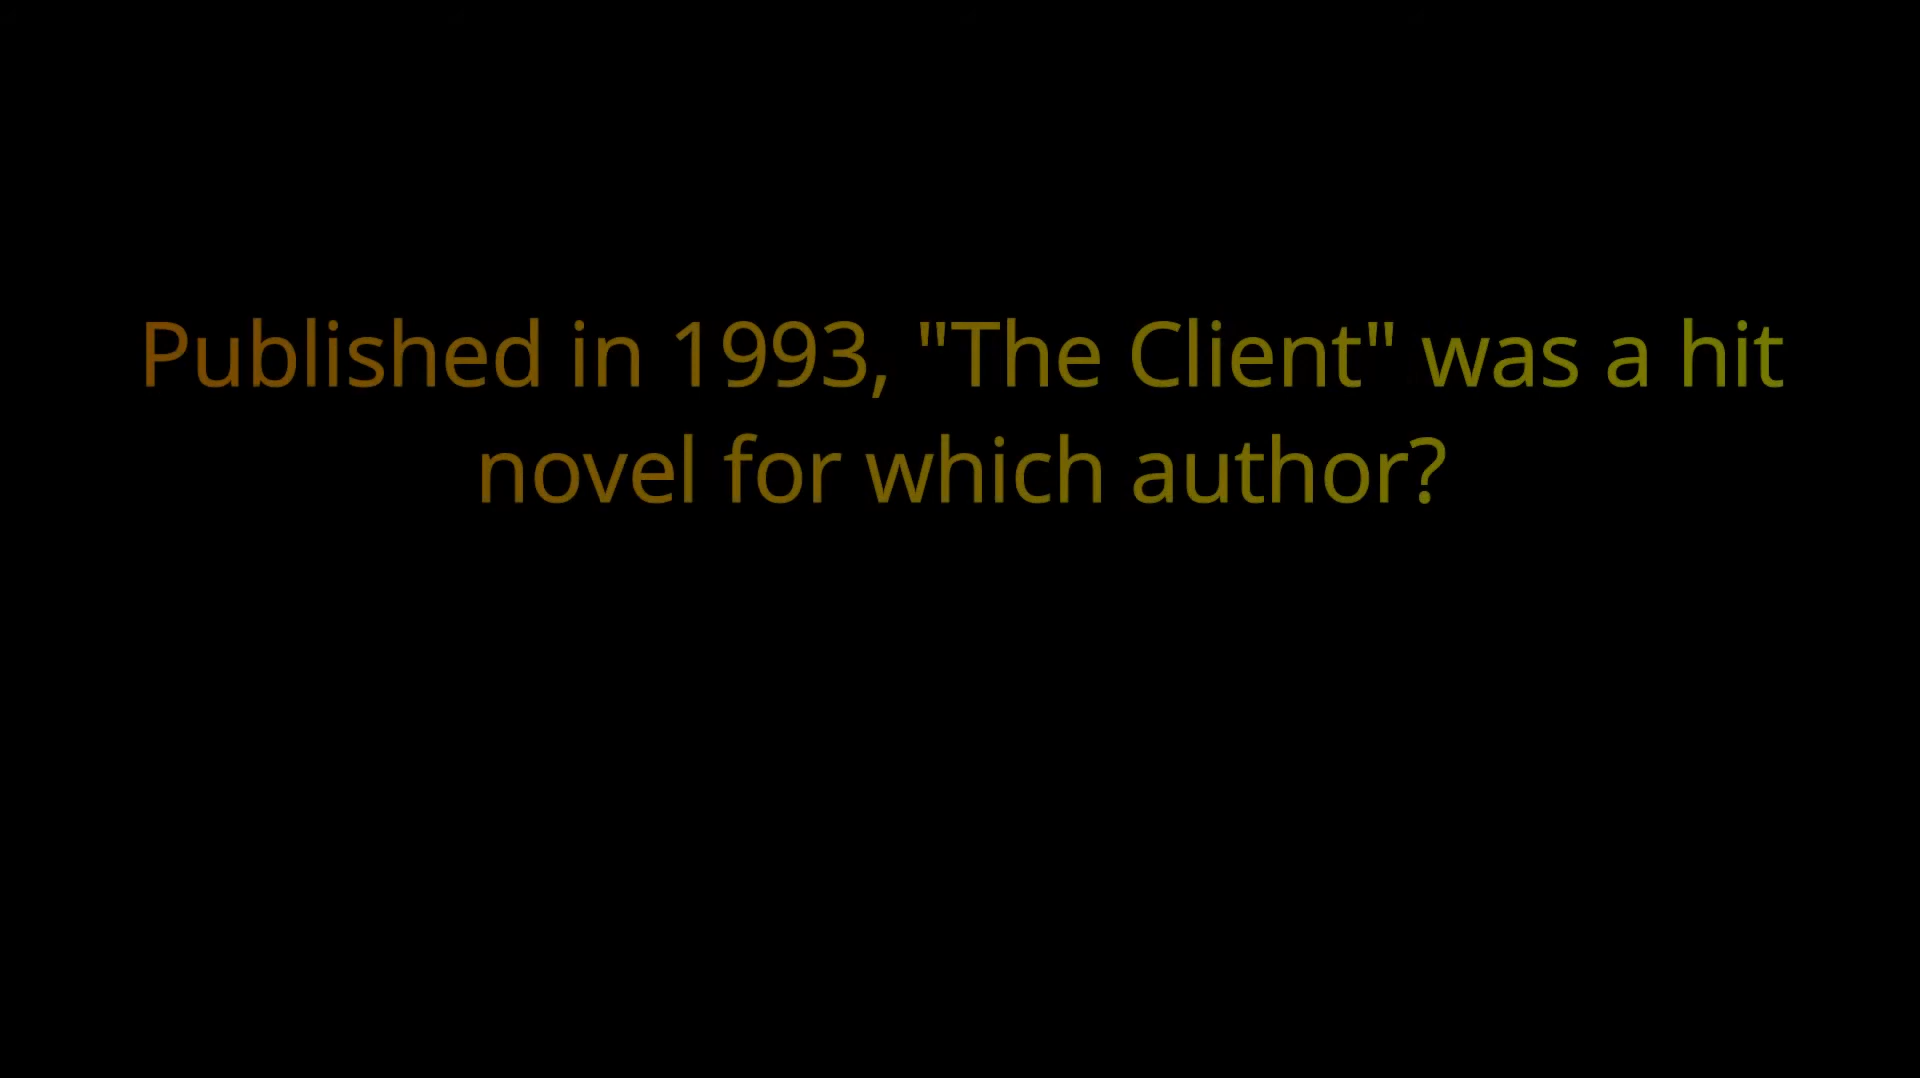 Published in 1993, "The Client" was a hit
novel for which author?